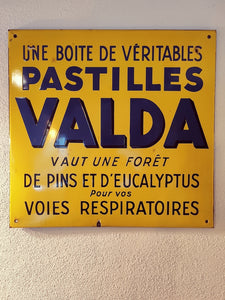 UNE BOITE DE VÉRITABLES
PASTILLES
VALDA
VAUT UNE FORÊT
DE PINS ET D'EUCALYPTUS
Pour vos
VOIES RESPIRATOIRES